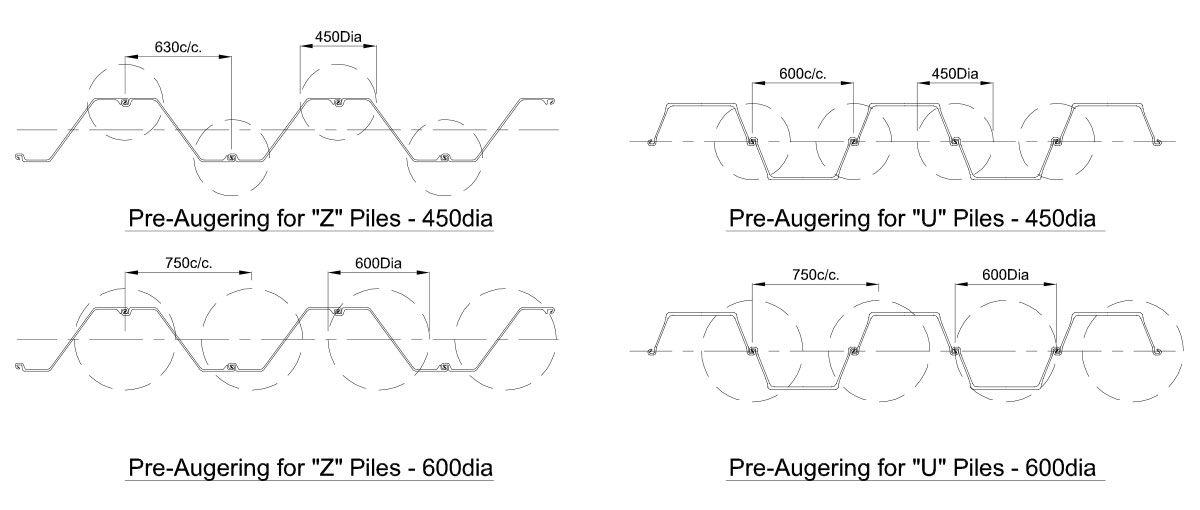 630c/c.
450Dia
Pre-Augering for "Z" Piles - 450dia
600c/c.
450Dia
Pre-Augering for "U" Piles - 450dia
750c/c.
600Dia
Pre-Augering for "Z" Piles - 600dia
750c/c.
600Dia
Pre-Augering for "U" Piles - 600dia